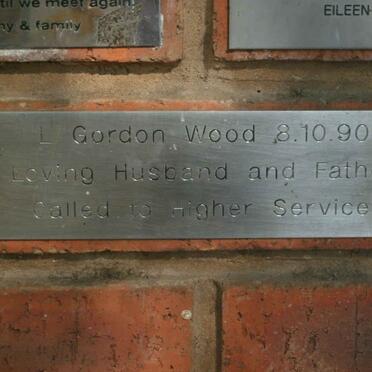 til we meet again
ny & family
EILEEN
L Gordon Wood 8.10.90
Loving Husband and Fath
Called to Higher Service